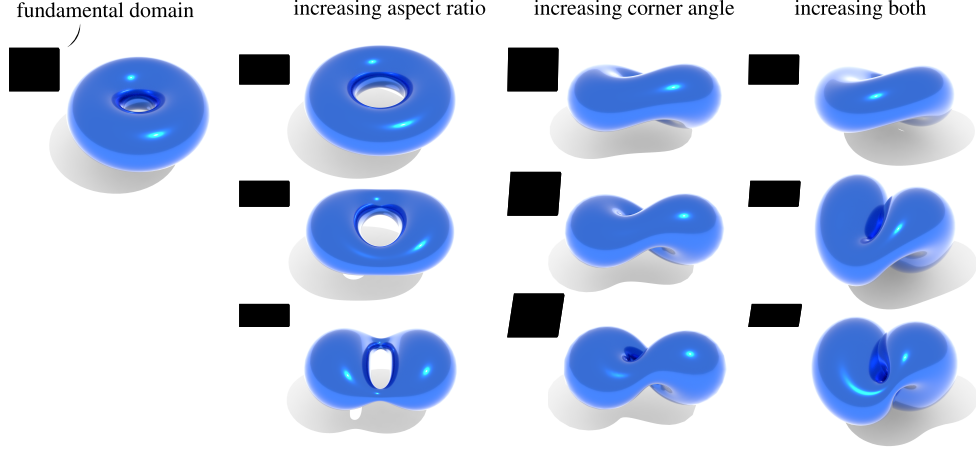 fundamental domain
increasing aspect ratio
increasing corner angle
increasing both